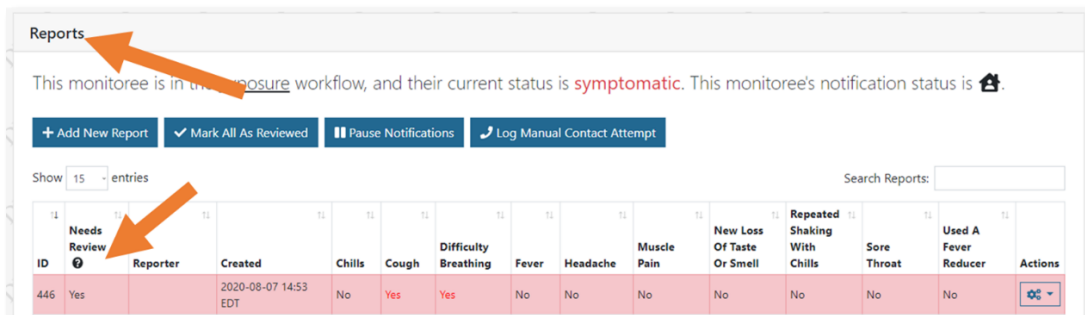 Reports
This monitoree is in the exposure workflow, and their current status is symptomatic. This monitoree's notification status is .
Add New Report Mark All As Reviewed Pause Notifications Log Manual Contact Attempt
Show 15 entries Search Reports:
ID Needs Review Reporter Created Chills Cough Difficulty Breathing Fever Headache Muscle Pain New Loss Of Taste Or Smell Repeated Shaking With Chills Sore Throat Used A Fever Reducer Actions
446 Yes 2020-08-07 14:53 EDT No Yes Yes No No No No No No No